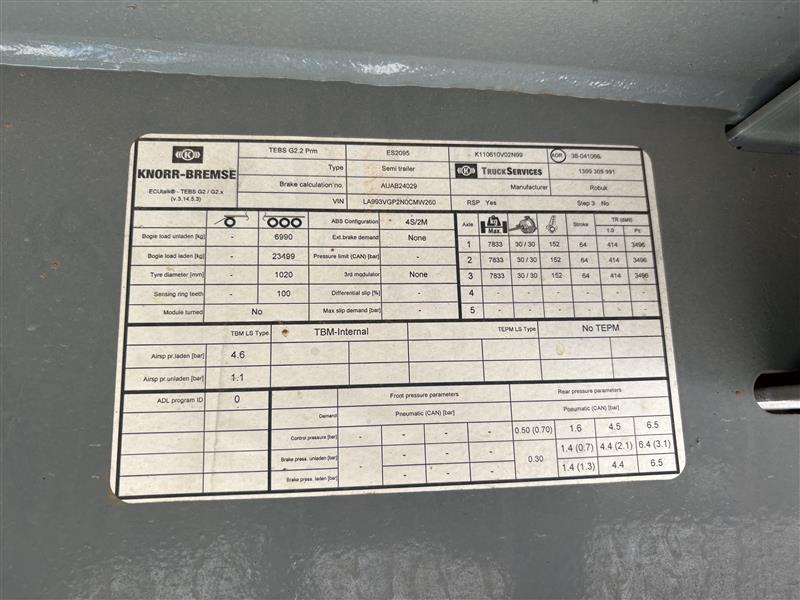 KNORR-BREMSE
ECUtalk® - TEBS G2 / G2.x
(v.3.14.5.3)
TEBS G2.2 Prm ES2095 K110610V02N99 ADR 38-041066.
Type Semi trailer TRUCKSERVICES 1300 309 991
Brake calculation no. AUAB24029 Manufacturer Robuk
VIN LA993VGP2N0CMW260 RSP Yes Step 3 No
ABS Configuration 4S/2M Axle kg Max. Stroke TR (daN)
1.0 Pz
Bogie load unladen [kg] - 6990 Ext.brake demand None 1 7833 30 / 30 152 64 414 3496
Bogie load laden [kg] - 23499 Pressure limit (CAN) [bar] - 2 7833 30 / 30 152 64 414 3496
Tyre diameter [mm] - 1020 3rd modulator None 3 7833 30 / 30 152 64 414 3496
Sensing ring teeth - 100 Differential slip [%] - 4 - - - - - -
Module turned No Max slip demand [bar] - 5 - - - - - -
TBM LS Type TBM-Internal TEPM LS Type No TEPM
Airsp pr.laden [bar] 4.6
Airsp pr.unladen [bar] 1.1
ADL program ID 0 Front pressure parameters Rear pressure parameters
Demand Pneumatic (CAN) [bar] Pneumatic (CAN) [bar]
Control pressure [bar] - - - - 0.50 (0.70) 1.6 4.5 6.5
Brake press. unladen [bar] - - - - 0.30 1.4 (0.7) 4.4 (2.1) 6.4 (3.1)
Brake press. laden [bar] - - - 1.4 (1.3) 4.4 6.5